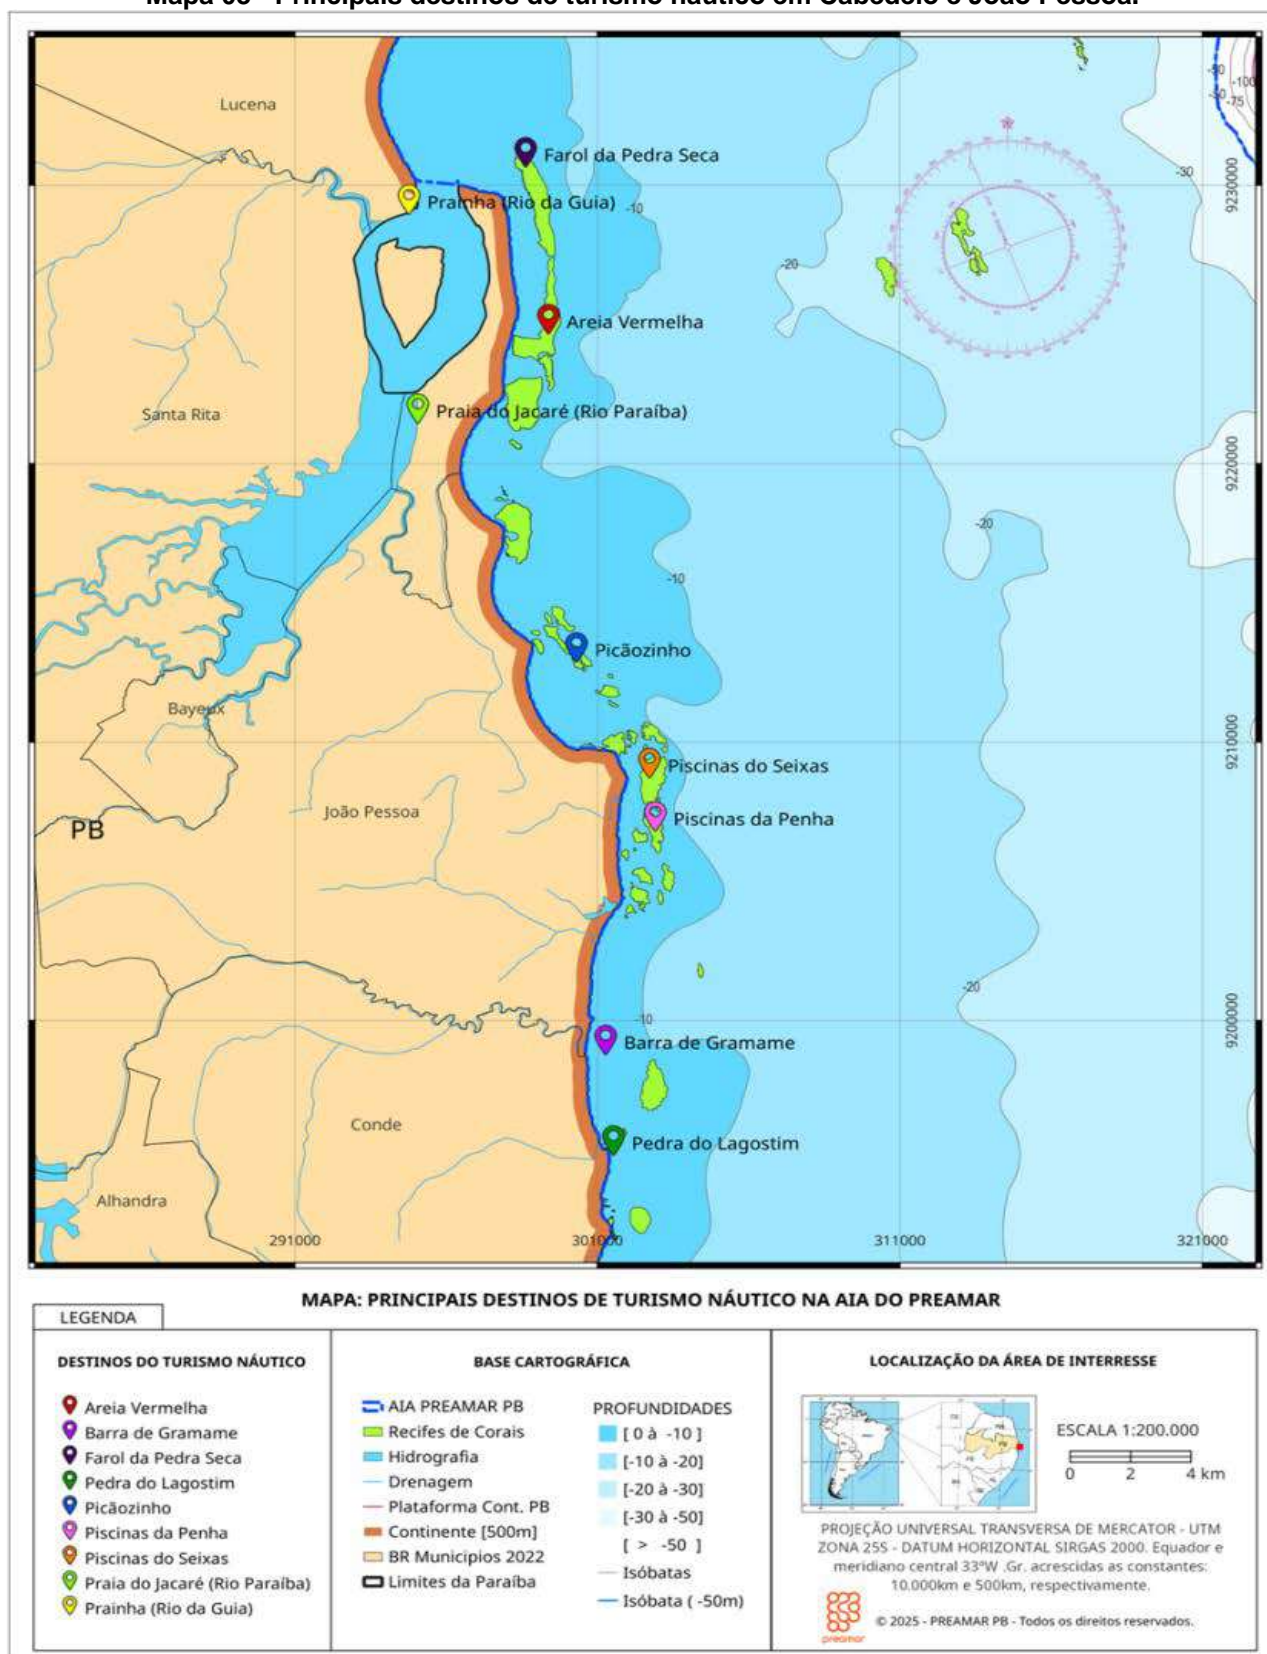 Lucena
Farol da Pedra Seca
Prainha (Rio da Guia)
-10
-20
-30
-50
-100
-75
9230000
Areia Vermelha
Santa Rita
Praia do Jacaré (Rio Paraíba)
9220000
-20
-10
Picãozinho
Bayeux
9210000
Piscinas do Seixas
João Pessoa
Piscinas da Penha
PB
-20
-10
9200000
Barra de Gramame
Conde
Pedra do Lagostim
Alhandra
291000
301000
311000
321000
MAPA: PRINCIPAIS DESTINOS DE TURISMO NÁUTICO NA AIA DO PREAMAR
LEGENDA
DESTINOS DO TURISMO NÁUTICO
Areia Vermelha
Barra de Gramame
Farol da Pedra Seca
Pedra do Lagostim
Picãozinho
Piscinas da Penha
Piscinas do Seixas
Praia do Jacaré (Rio Paraíba)
Prainha (Rio da Guia)
BASE CARTOGRÁFICA
AIA PREAMAR PB
Recifes de Corais
Hidrografia
Drenagem
Plataforma Cont. PB
Continente [500m]
BR Municipios 2022
Limites da Paraíba
PROFUNDIDADES
[ 0 à -10 ]
[-10 à -20]
[-20 à -30]
[-30 à -50]
[ > -50 ]
Isóbatas
Isóbata ( -50m)
LOCALIZAÇÃO DA ÁREA DE INTERRESSE
ESCALA 1:200.000
0 2 4 km
PROJEÇÃO UNIVERSAL TRANSVERSA DE MERCATOR - UTM
ZONA 25S - DATUM HORIZONTAL SIRGAS 2000. Equador e
meridiano central 33°W .Gr. acrescidas as constantes:
10.000km e 500km, respectivamente.
preamar
© 2025 - PREAMAR PB - Todos os direitos reservados.